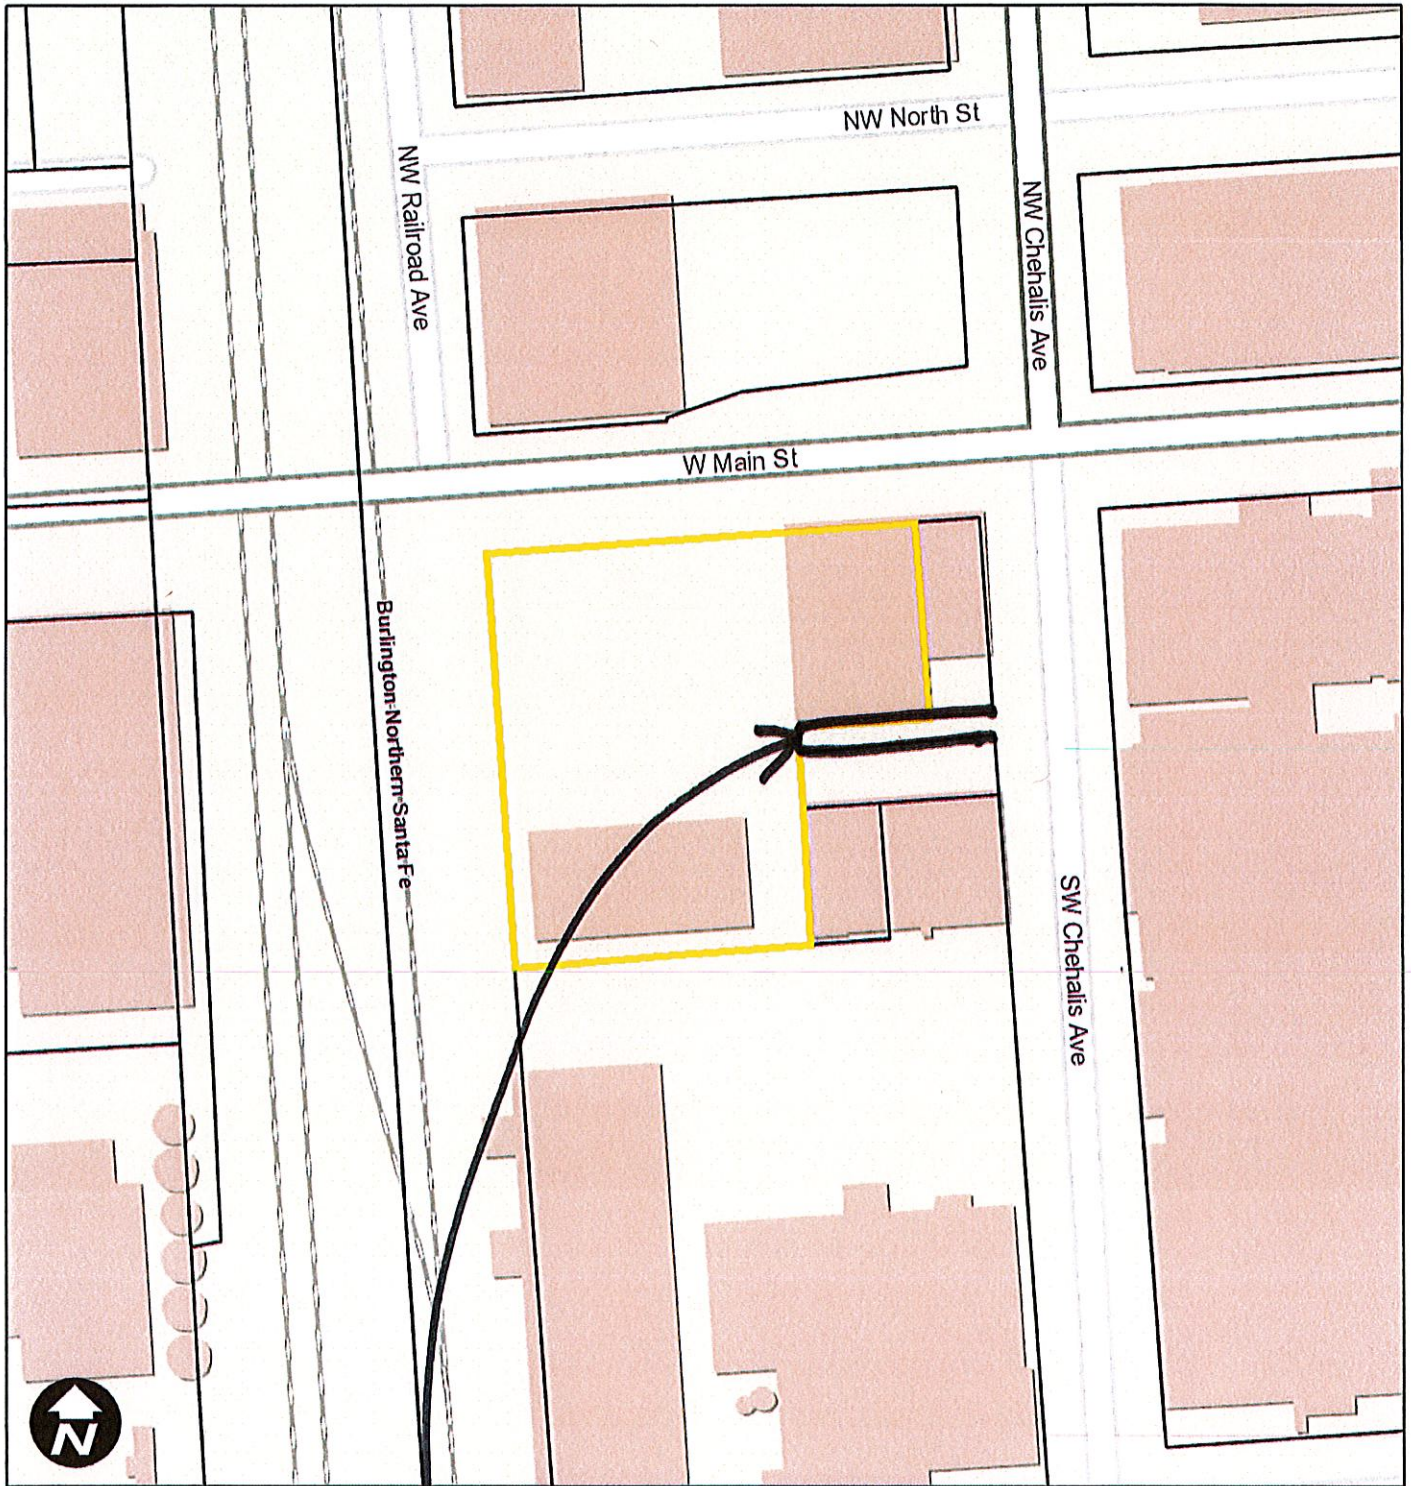 NW North St
NW Railroad Ave
NW Chehalis Ave
W Main St
Burlington Northern Santa Fe
SW Chehalis Ave
N